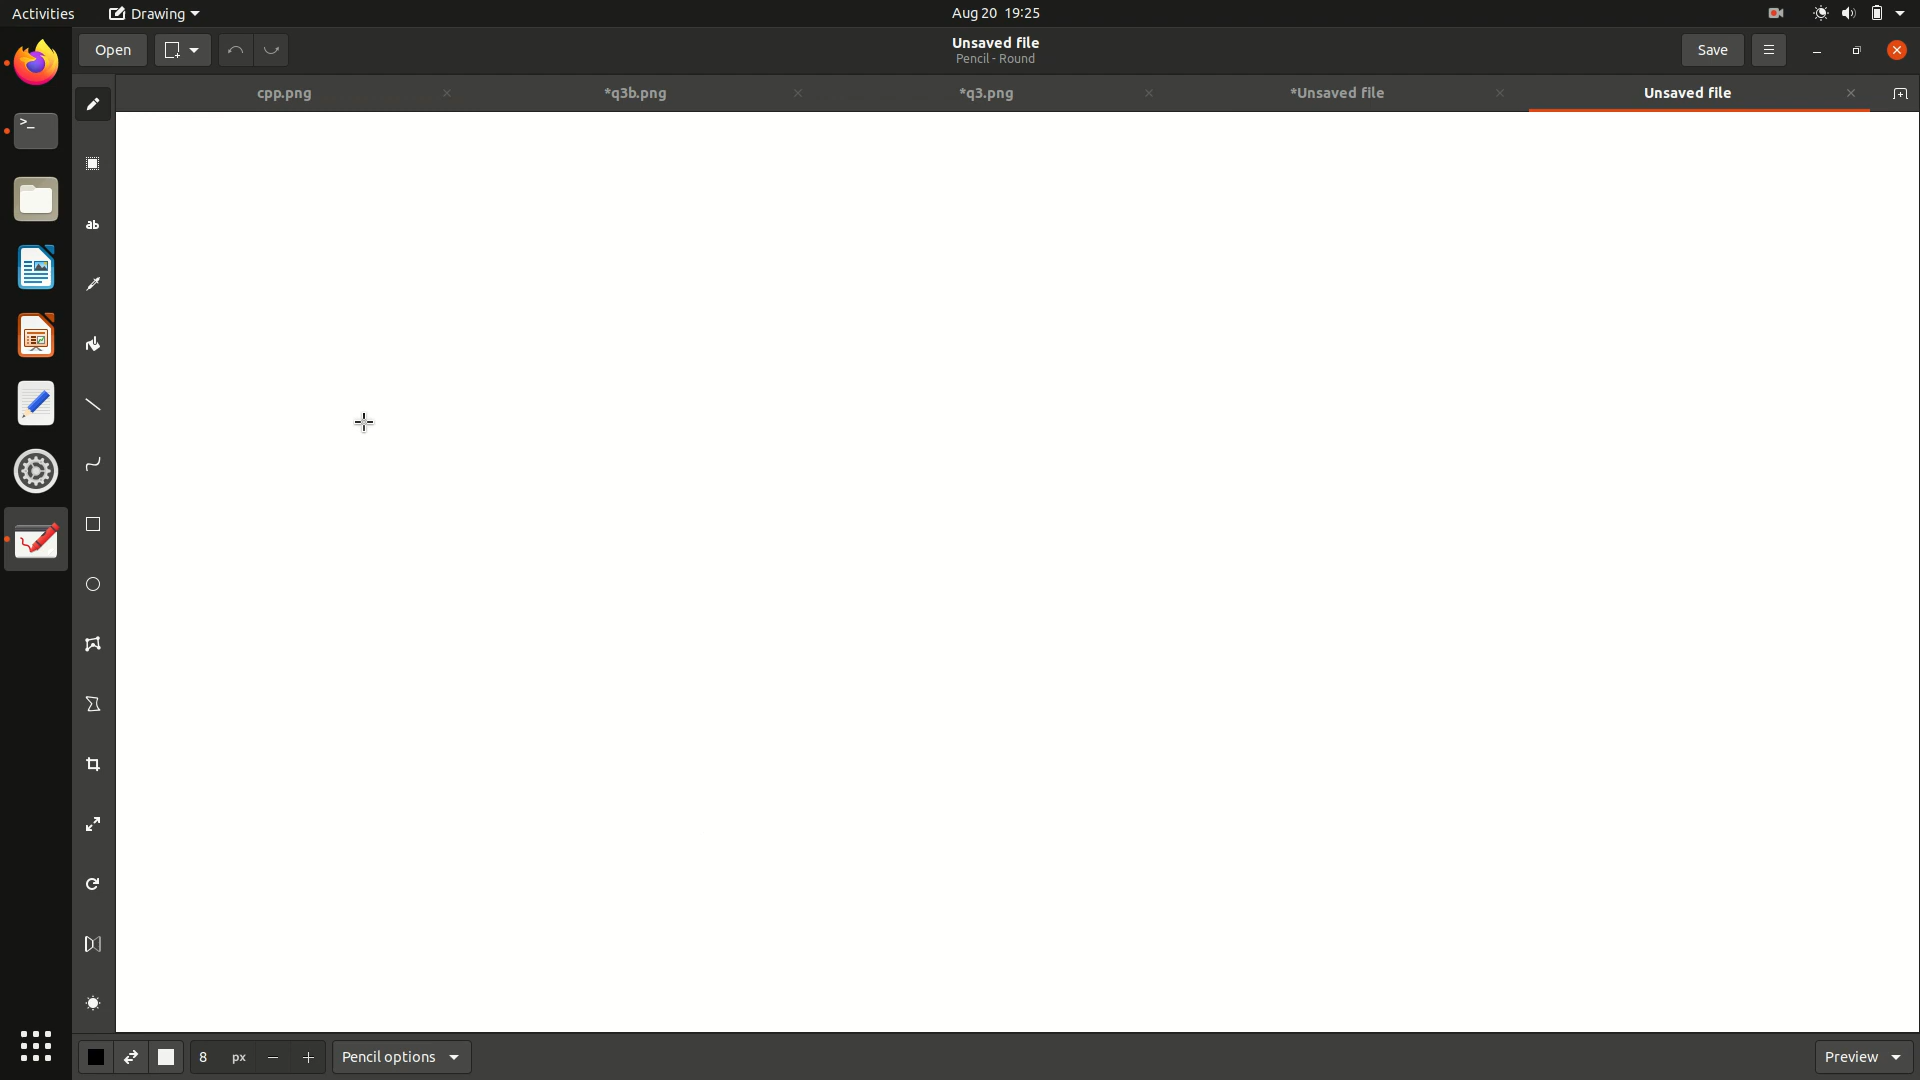 Activities Drawing Aug 20 19:25
Open Unsaved file Save
Pencil - Round
cpp.png *q3b.png *q3.png *Unsaved file Unsaved file
>_
ab
8 px − + Pencil options Preview